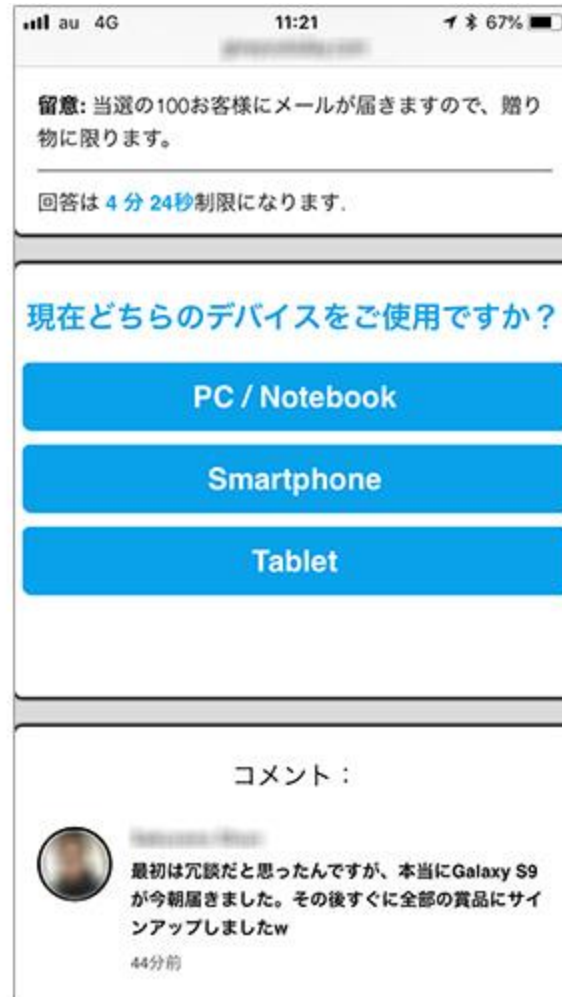 au 4G 11:21 67%
留意: 当選の100お客様にメールが届きますので、贈り
物に限ります。
回答は 4 分 24秒制限になります.
現在どちらのデバイスをご使用ですか？
PC / Notebook
Smartphone
Tablet
コメント：
最初は冗談だと思ったんですが、本当にGalaxy S9
が今朝届きました。その後すぐに全部の賞品にサイ
ンアップしましたw
44分前